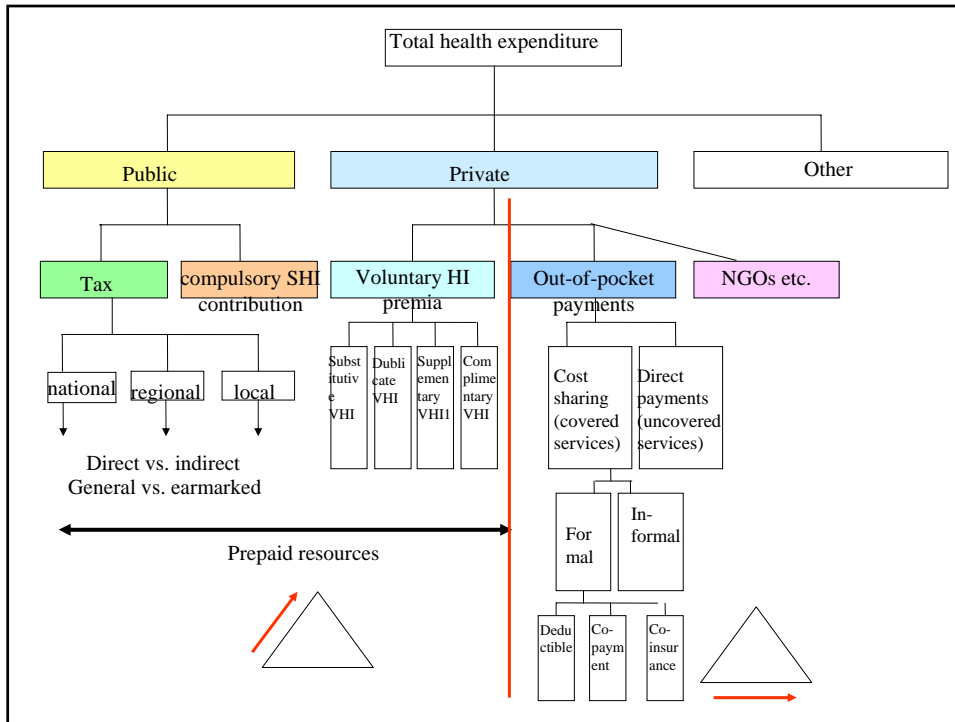 Total health expenditure
Public
Private
Other
Tax
compulsory SHI
contribution
Voluntary HI
premia
Out-of-pocket
payments
NGOs etc.
national
regional
local
Subst
itutiv
e
VHI
Dubli
cate
VHI
Suppl
emen
tary
VHI1
Com
plime
ntary
VHI
Cost
sharing
(covered
services)
Direct
payments
(uncovered
services)
Direct vs. indirect
General vs. earmarked
For
mal
In-
formal
Prepaid resources
Dedu
ctible
Co-
paym
ent
Co-
insur
ance